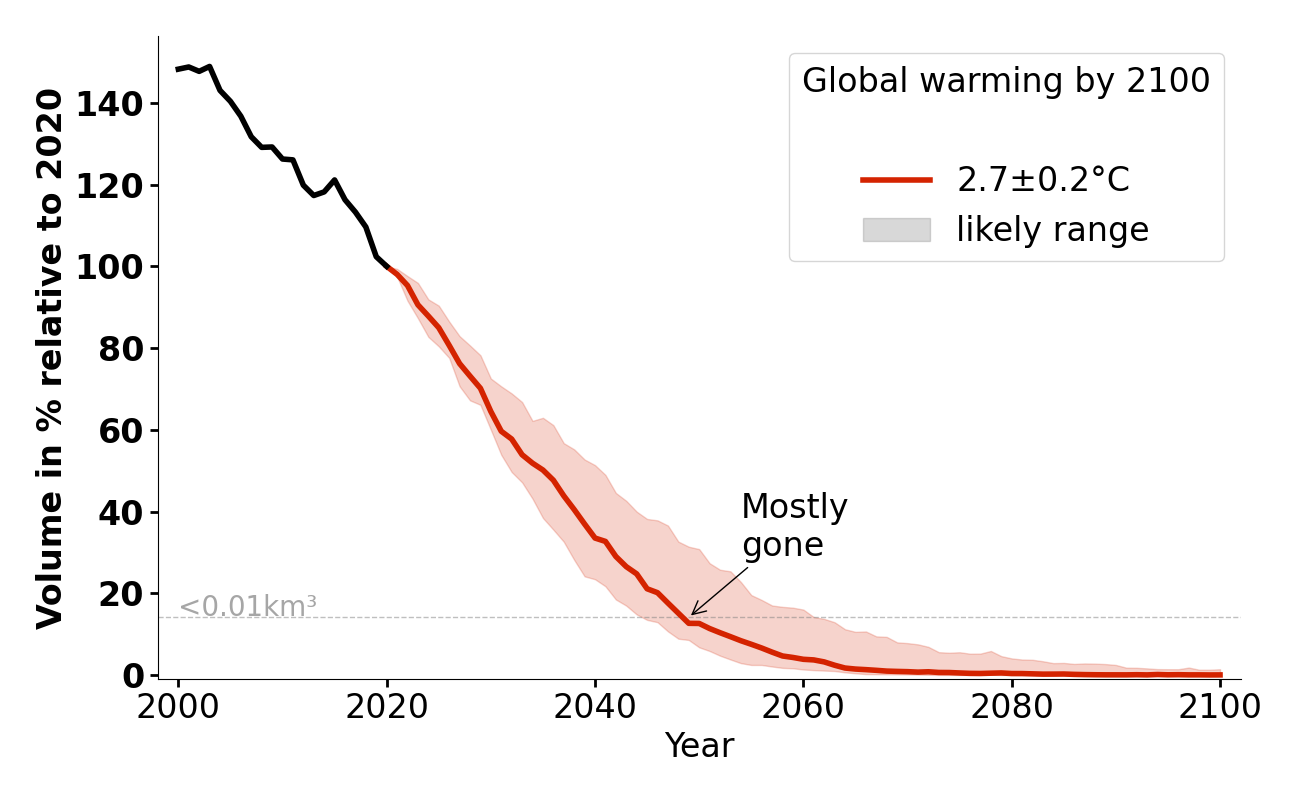 Volume in % relative to 2020
140
120
100
80
60
40
20
0
<0.01km³
Global warming by 2100
2.7±0.2°C
likely range
Mostly
gone
2000
2020
2040
2060
2080
2100
Year